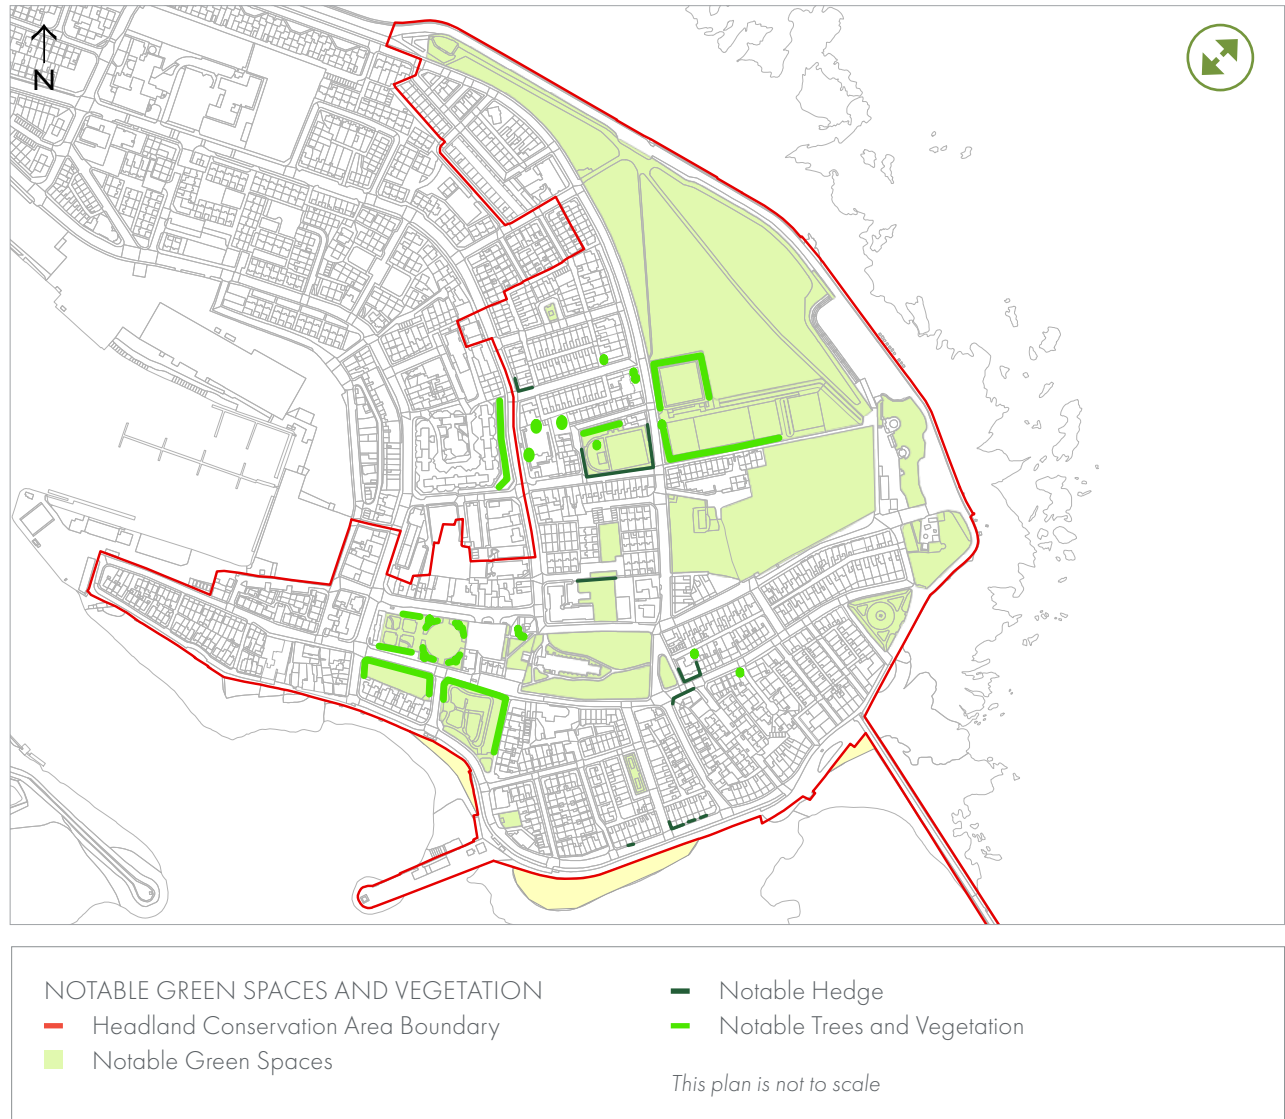 N
NOTABLE GREEN SPACES AND VEGETATION
Headland Conservation Area Boundary
Notable Green Spaces
Notable Hedge
Notable Trees and Vegetation
This plan is not to scale